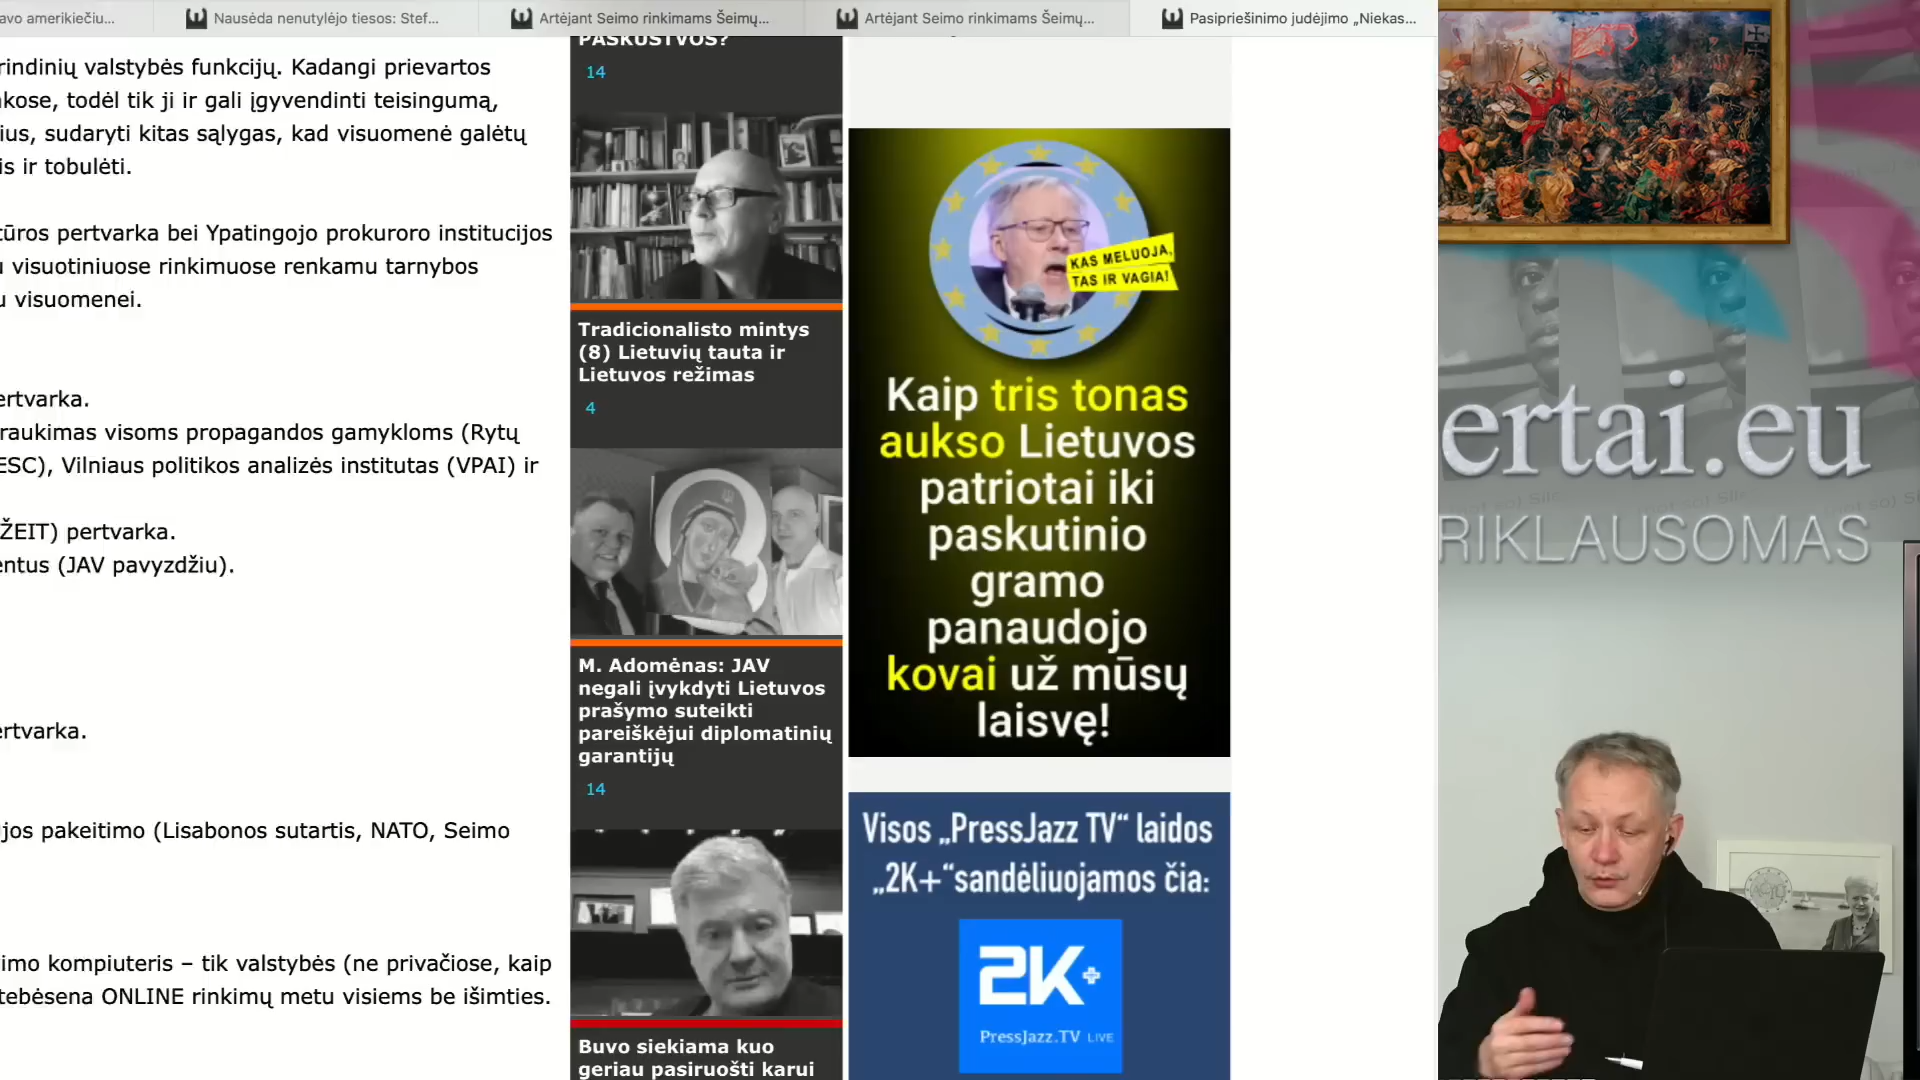 avo amerikiečiu...
Nausėda nenutylėjo tiesos: Stef...
Artėjant Seimo rinkimams Šeimų...
Artėjant Seimo rinkimams Šeimų...
Pasipriešinimo judėjimo „Niekas...
rindinių valstybės funkcijų. Kadangi prievartos
kose, todėl tik ji ir gali įgyvendinti teisingumą,
ius, sudaryti kitas sąlygas, kad visuomenė galėtų
is ir tobulėti.
ūros pertvarka bei Ypatingojo prokuroro institucijos
visuotiniuose rinkimuose renkamu tarnybos
u visuomenei.
ertvarka.
raukimas visoms propagandos gamykloms (Rytų
ESC), Vilniaus politikos analizės institutas (VPAI) ir
ŽEIT) pertvarka.
entus (JAV pavyzdžiu).
ertvarka.
ijos pakeitimo (Lisabonos sutartis, NATO, Seimo
imo kompiuteris – tik valstybės (ne privačiose, kaip
tebėsena ONLINE rinkimų metu visiems be išimties.
PASKUSTVOS?
14
Tradicionalisto mintys
(8) Lietuvių tauta ir
Lietuvos režimas
4
M. Adomėnas: JAV
negali įvykdyti Lietuvos
prašymo suteikti
pareiškėjui diplomatinių
garantijų
14
Buvo siekiama kuo
geriau pasiruošti karui
KAS MELUOJA,
TAS IR VAGIA!
Kaip tris tonas
aukso Lietuvos
patriotai iki
paskutinio
gramo
panaudojo
kovai už mūsų
laisvę!
Visos „PressJazz TV“ laidos
„2K+“sandėliuojamos čia:
2K+
PressJazz.TV LIVE
ertai.eu
RIKLAUSOMAS